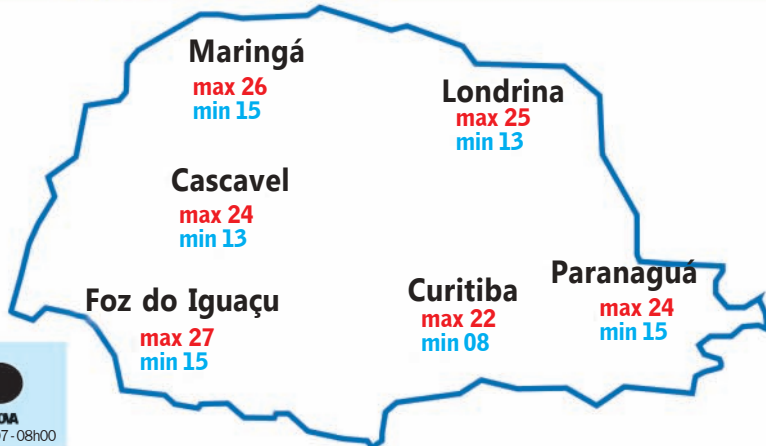 Maringá
max 26
min 15
Londrina
max 25
min 13
Cascavel
max 24
min 13
Foz do Iguaçu
max 27
min 15
Curitiba
max 22
min 08
Paranaguá
max 24
min 15
08h00